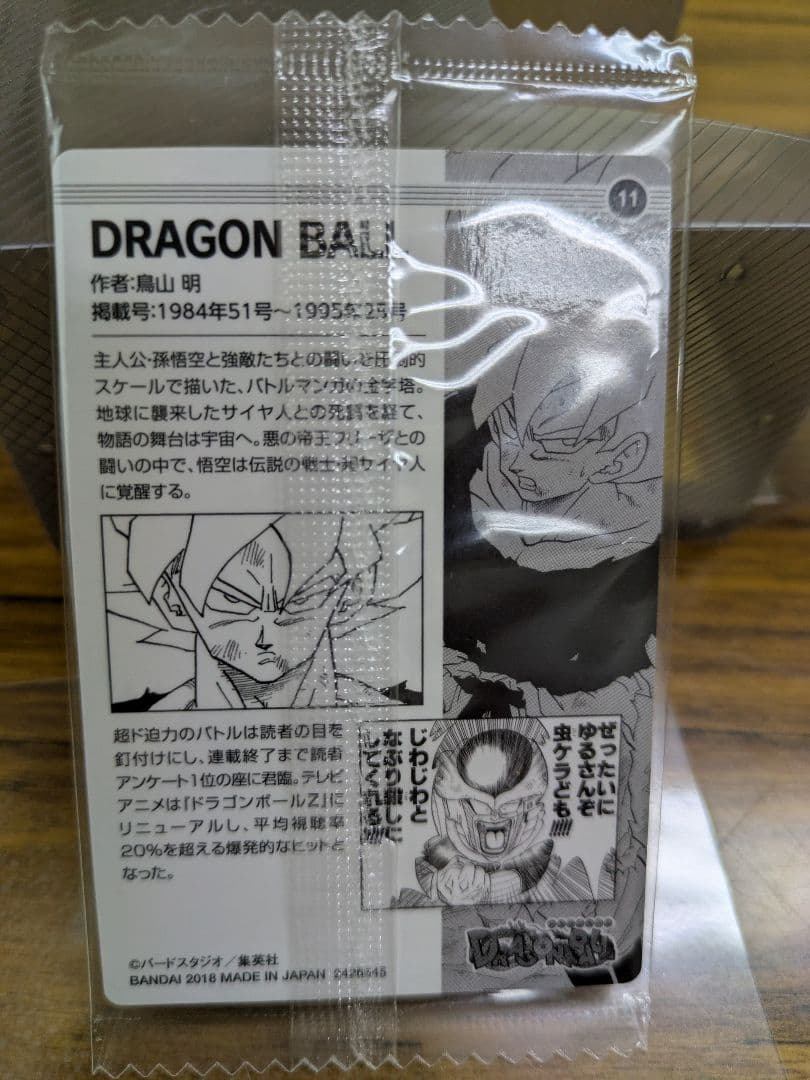 11
DRAGON BALL
作者:鳥山 明
掲載号:1984年51号〜1995年25号
主人公・孫悟空と強敵たちとの闘いを圧倒的
スケールで描いた、バトルマンガの金字塔。
地球に襲来したサイヤ人との死闘を経て、
物語の舞台は宇宙へ。悪の帝王フリーザとの
闘いの中で、悟空は伝説の戦士・超サイヤ人
に覚醒する。
超ド迫力のバトルは読者の目を
釘付けにし、連載終了まで読者
アンケート1位の座に君臨。テレビ
アニメは『ドラゴンボールZ』に
リニューアルし、平均視聴率
20%を超える爆発的なヒットと
なった。
ぜったいに
ゆるさんぞ
虫ケラども!!!!!
じわじわと
なぶり殺しに
してくれる!!!!!
DRAGON BALL
©バードスタジオ/集英社
BANDAI 2018 MADE IN JAPAN 2426345